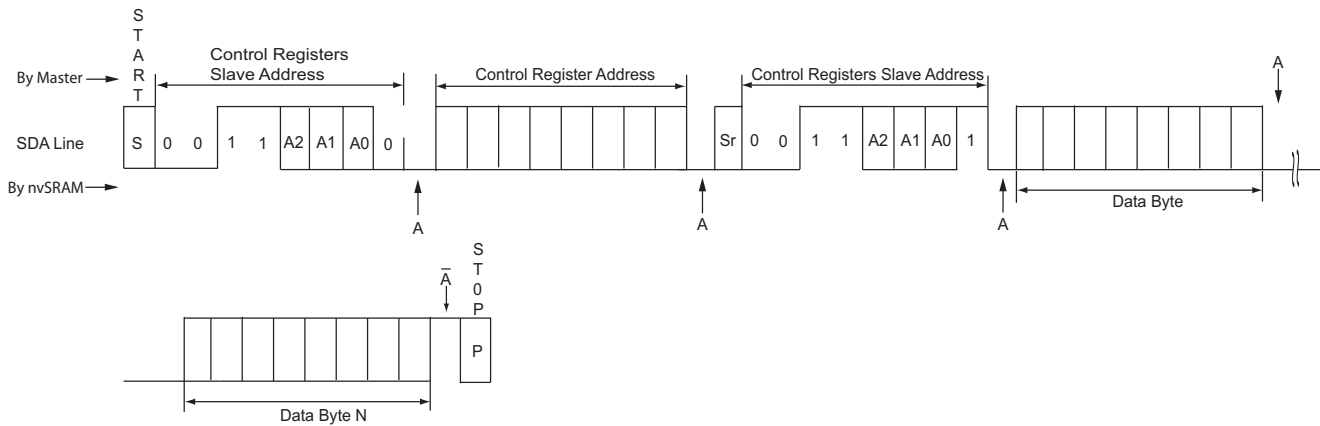 START
Control Registers
Slave Address
By Master
Control Register Address
Control Registers Slave Address
A
SDA Line
S 0 0 1 1 A2 A1 A0 0
Sr 0 0 1 1 A2 A1 A0 1
By nvSRAM
A
A
A
Data Byte
A̅
ST0P
P
Data Byte N